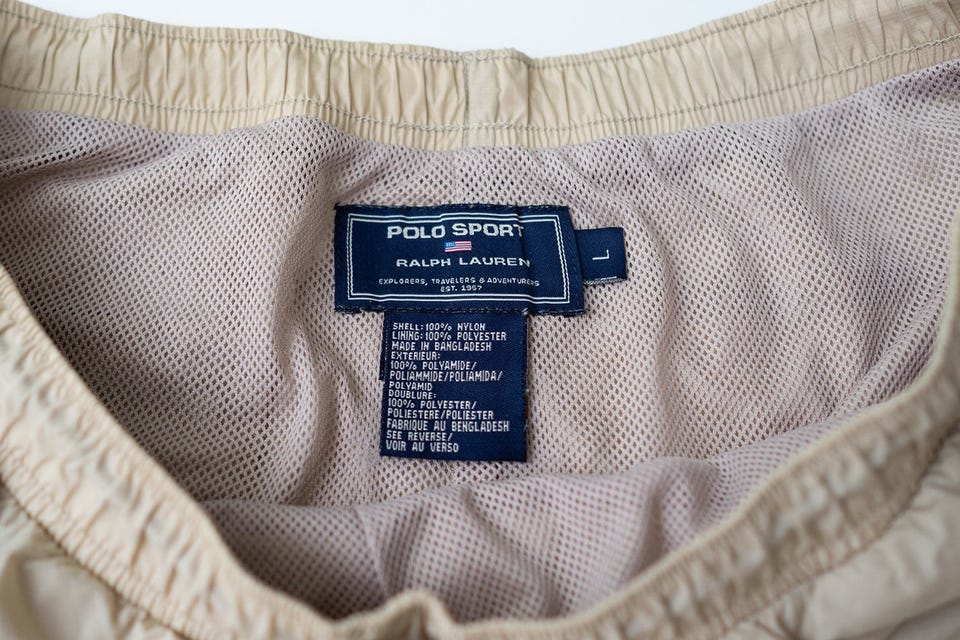 POLO SPORT
RALPH LAUREN
EXPLORERS, TRAVELERS & ADVENTURERS
EST. 1967
L
SHELL: 100% NYLON
LINING: 100% POLYESTER
MADE IN BANGLADESH
EXTERIEUR:
100% POLYAMIDE/
POLIAMMIDE/POLIAMIDA/
POLYAMID
DOUBLURE:
100% POLYESTER/
POLIESTERE/POLIESTER
FABRIQUE AU BENGLADESH
SEE REVERSE/
VOIR AU VERSO